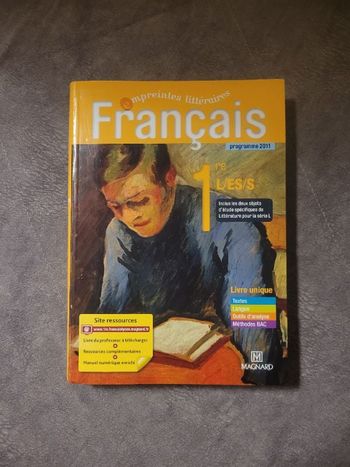 empreintes littéraires
Français
programme 2011
1re
L/ES/S
Inclus les deux objets
d'étude spécifiques de
Littérature pour la série L
Livre unique
Textes
Langue
Outils d'analyse
Méthodes BAC
Site ressources
Livre du professeur à télécharger
Ressources complémentaires
Manuel numérique enrichi
M
MAGNARD